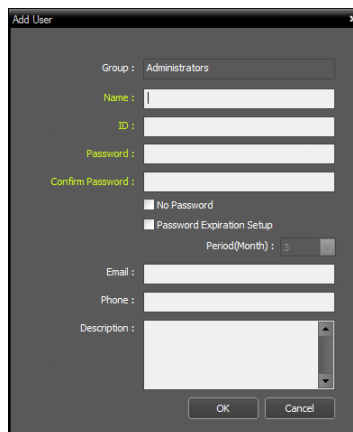 Add User
Group : Administrators
Name :
ID :
Password :
Confirm Password :
No Password
Password Expiration Setup
Period(Month) : 3
Email :
Phone :
Description :
OK Cancel